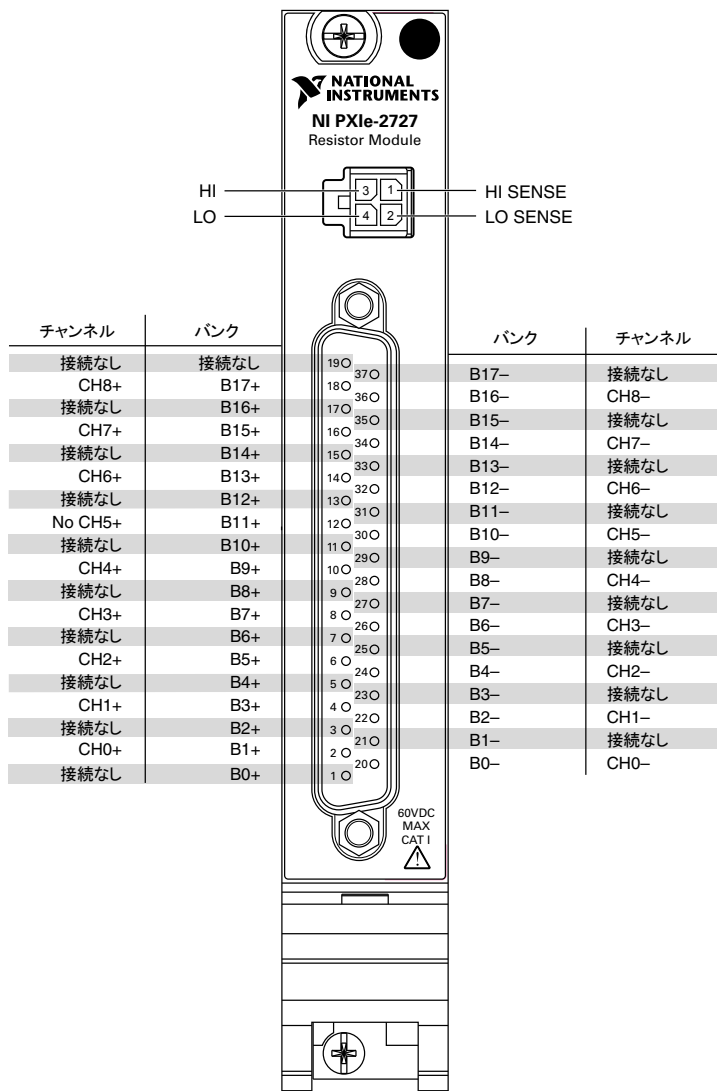 NATIONAL
INSTRUMENTS
NI PXIe-2727
Resistor Module
HI 3 1 HI SENSE
LO 4 2 LO SENSE
チャンネル バンク
接続なし 接続なし 19
CH8+ B17+ 18
接続なし B16+ 17
CH7+ B15+ 16
接続なし B14+ 15
CH6+ B13+ 14
接続なし B12+ 13
No CH5+ B11+ 12
接続なし B10+ 11
CH4+ B9+ 10
接続なし B8+ 9
CH3+ B7+ 8
接続なし B6+ 7
CH2+ B5+ 6
接続なし B4+ 5
CH1+ B3+ 4
接続なし B2+ 3
CH0+ B1+ 2
接続なし B0+ 1
バンク チャンネル
37 B17– 接続なし
36 B16– CH8–
35 B15– 接続なし
34 B14– CH7–
33 B13– 接続なし
32 B12– CH6–
31 B11– 接続なし
30 B10– CH5–
29 B9– 接続なし
28 B8– CH4–
27 B7– 接続なし
26 B6– CH3–
25 B5– 接続なし
24 B4– CH2–
23 B3– 接続なし
22 B2– CH1–
21 B1– 接続なし
20 B0– CH0–
60VDC
MAX
CAT I